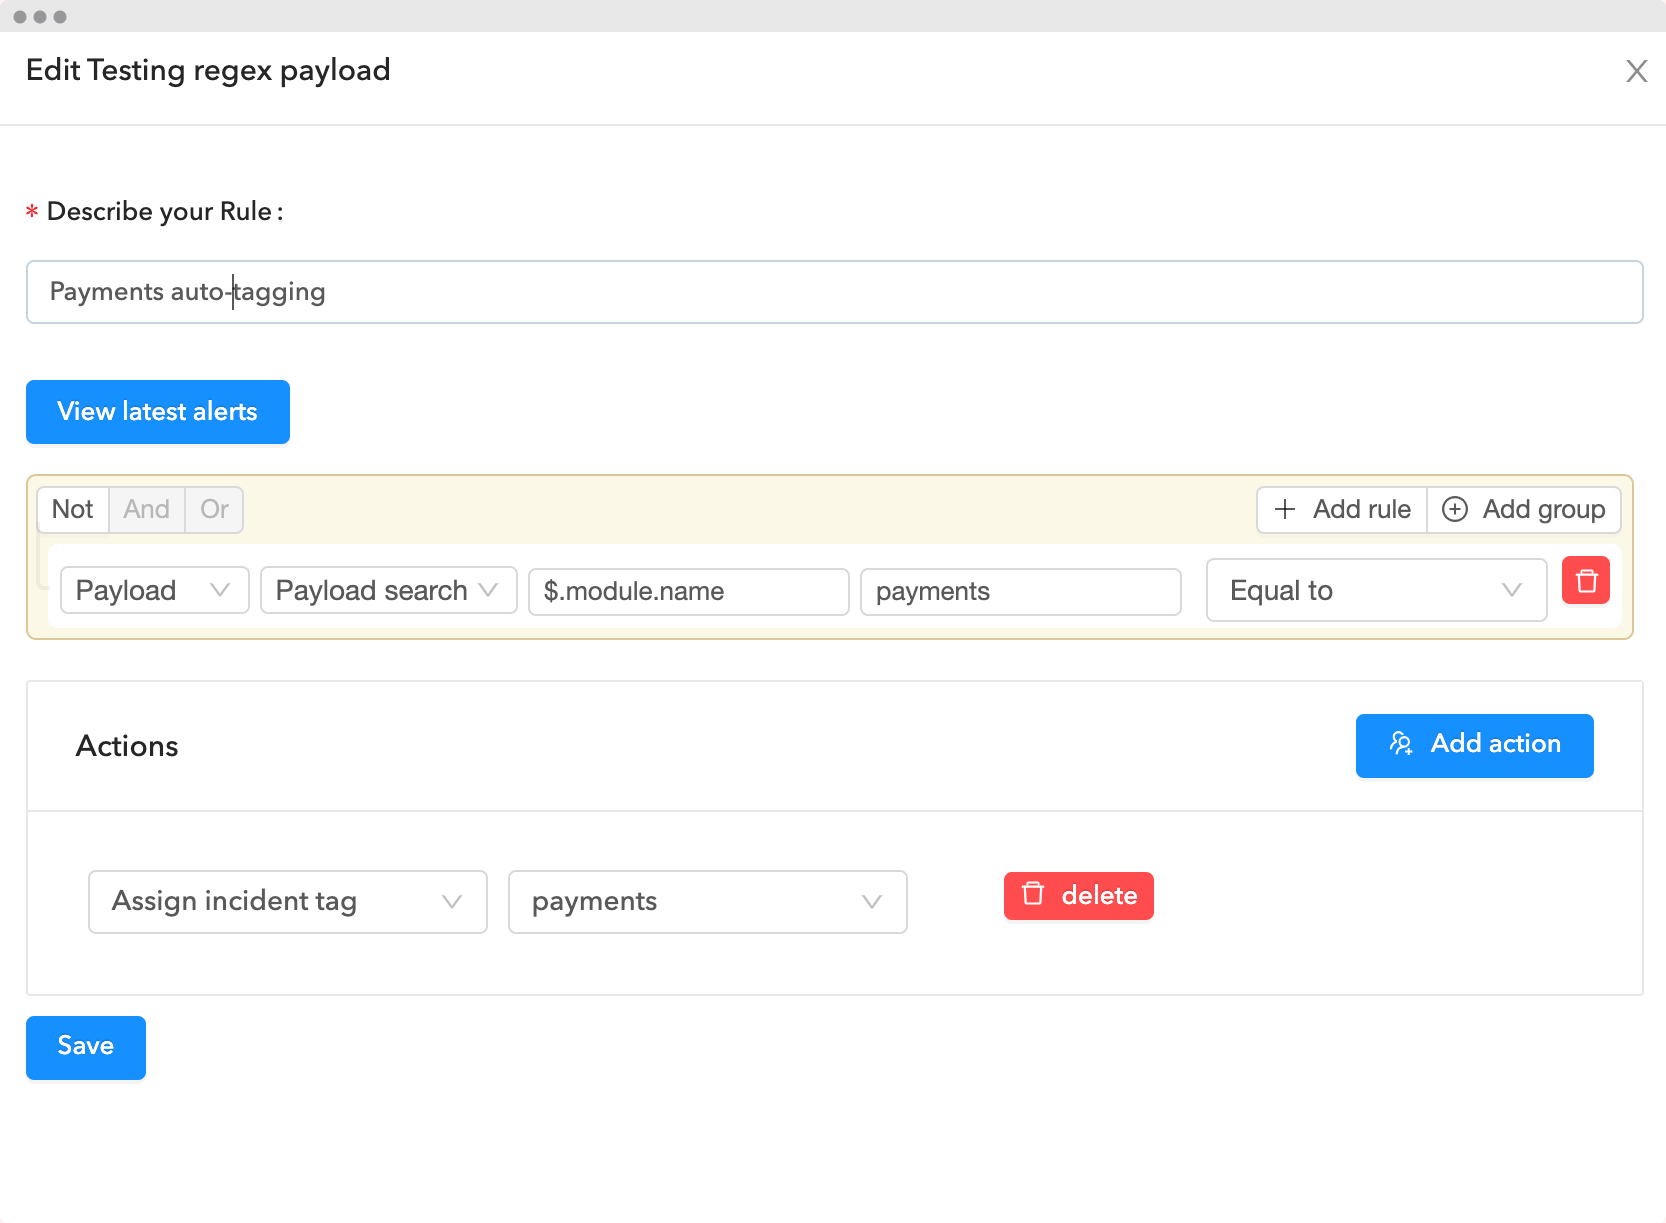 Edit Testing regex payload
* Describe your Rule :
Payments auto-tagging
View latest alerts
Not And Or + Add rule Add group
Payload Payload search $.module.name payments Equal to
Actions Add action
Assign incident tag payments delete
Save